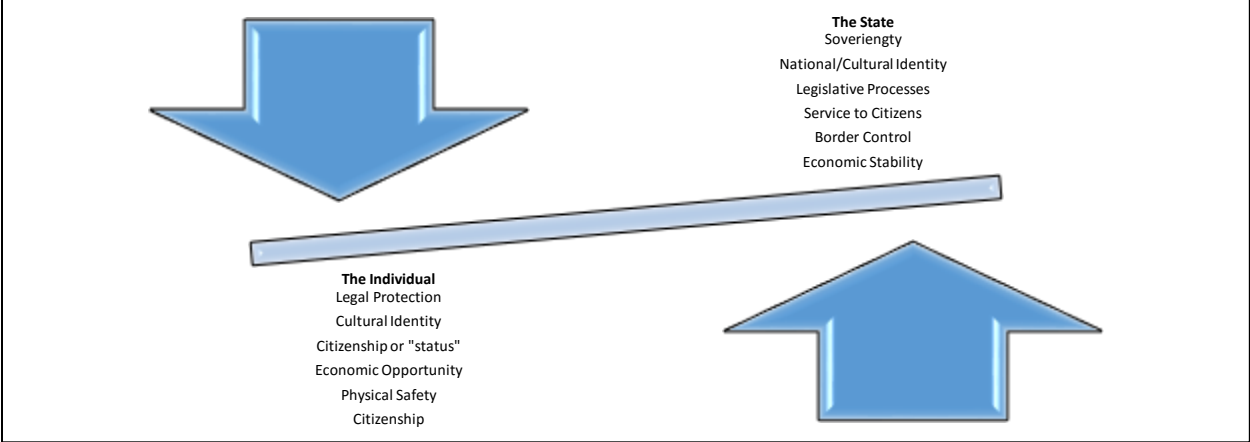 The State
Soveriengty
National/Cultural Identity
Legislative Processes
Service to Citizens
Border Control
Economic Stability
The Individual
Legal Protection
Cultural Identity
Citizenship or "status"
Economic Opportunity
Physical Safety
Citizenship